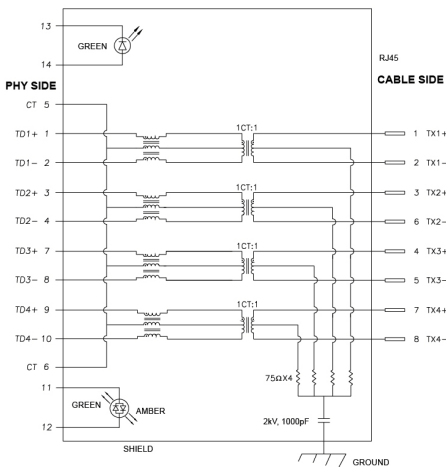 13
GREEN
14
RJ45
PHY SIDE
CABLE SIDE
CT 5
1CT:1
TD1+ 1
1 TX1+
TD1- 2
2 TX1-
1CT:1
TD2+ 3
3 TX2+
TD2- 4
6 TX2-
1CT:1
TD3+ 7
4 TX3+
TD3- 8
5 TX3-
1CT:1
TD4+ 9
7 TX4+
TD4- 10
8 TX4-
CT 6
75ΩX4
11
GREEN
AMBER
2kV, 1000pF
12
SHIELD
GROUND